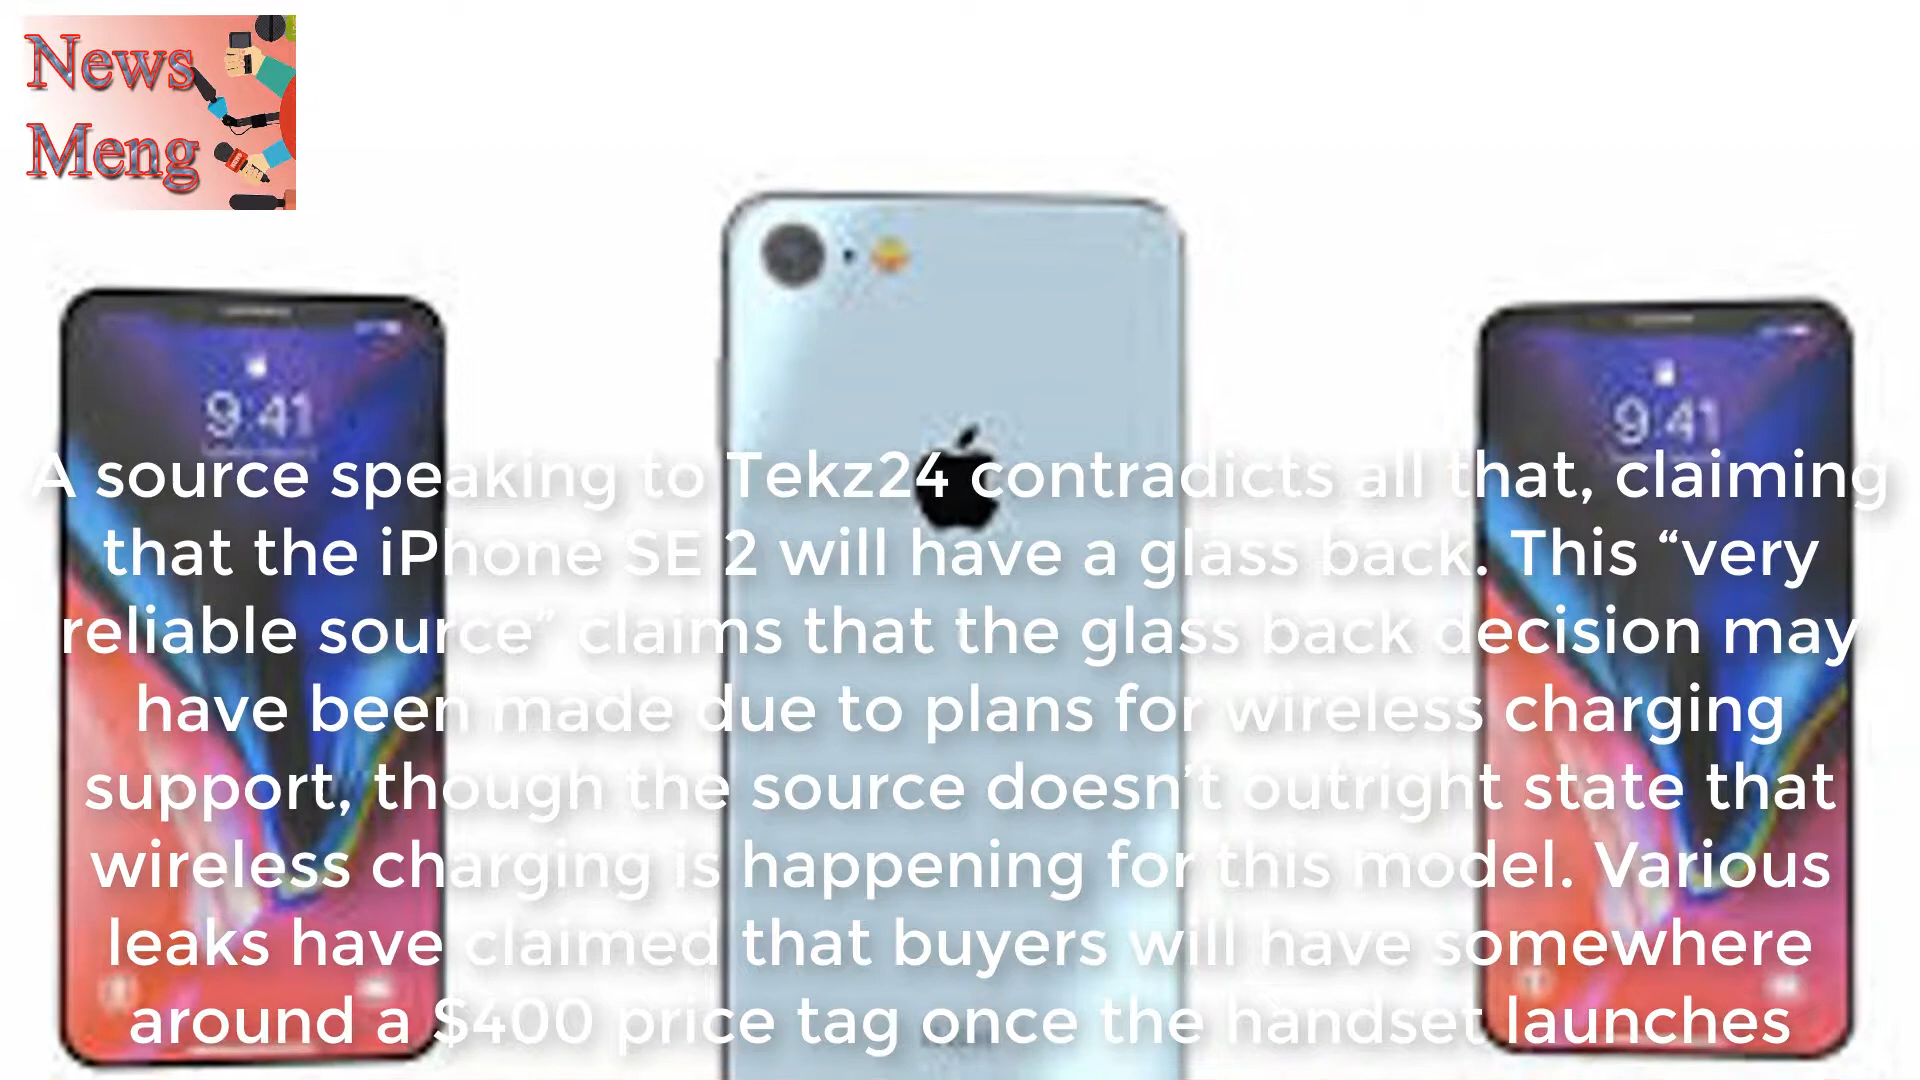 News
Meng
9:41
9:41
A source speaking to Tekz24 contradicts all that, claiming
that the iPhone SE 2 will have a glass back. This “very
reliable source” claims that the glass back decision may
have been made due to plans for wireless charging
support, though the source doesn’t outright state that
wireless charging is happening for this model. Various
leaks have claimed that buyers will have somewhere
around a $400 price tag once the handset launches